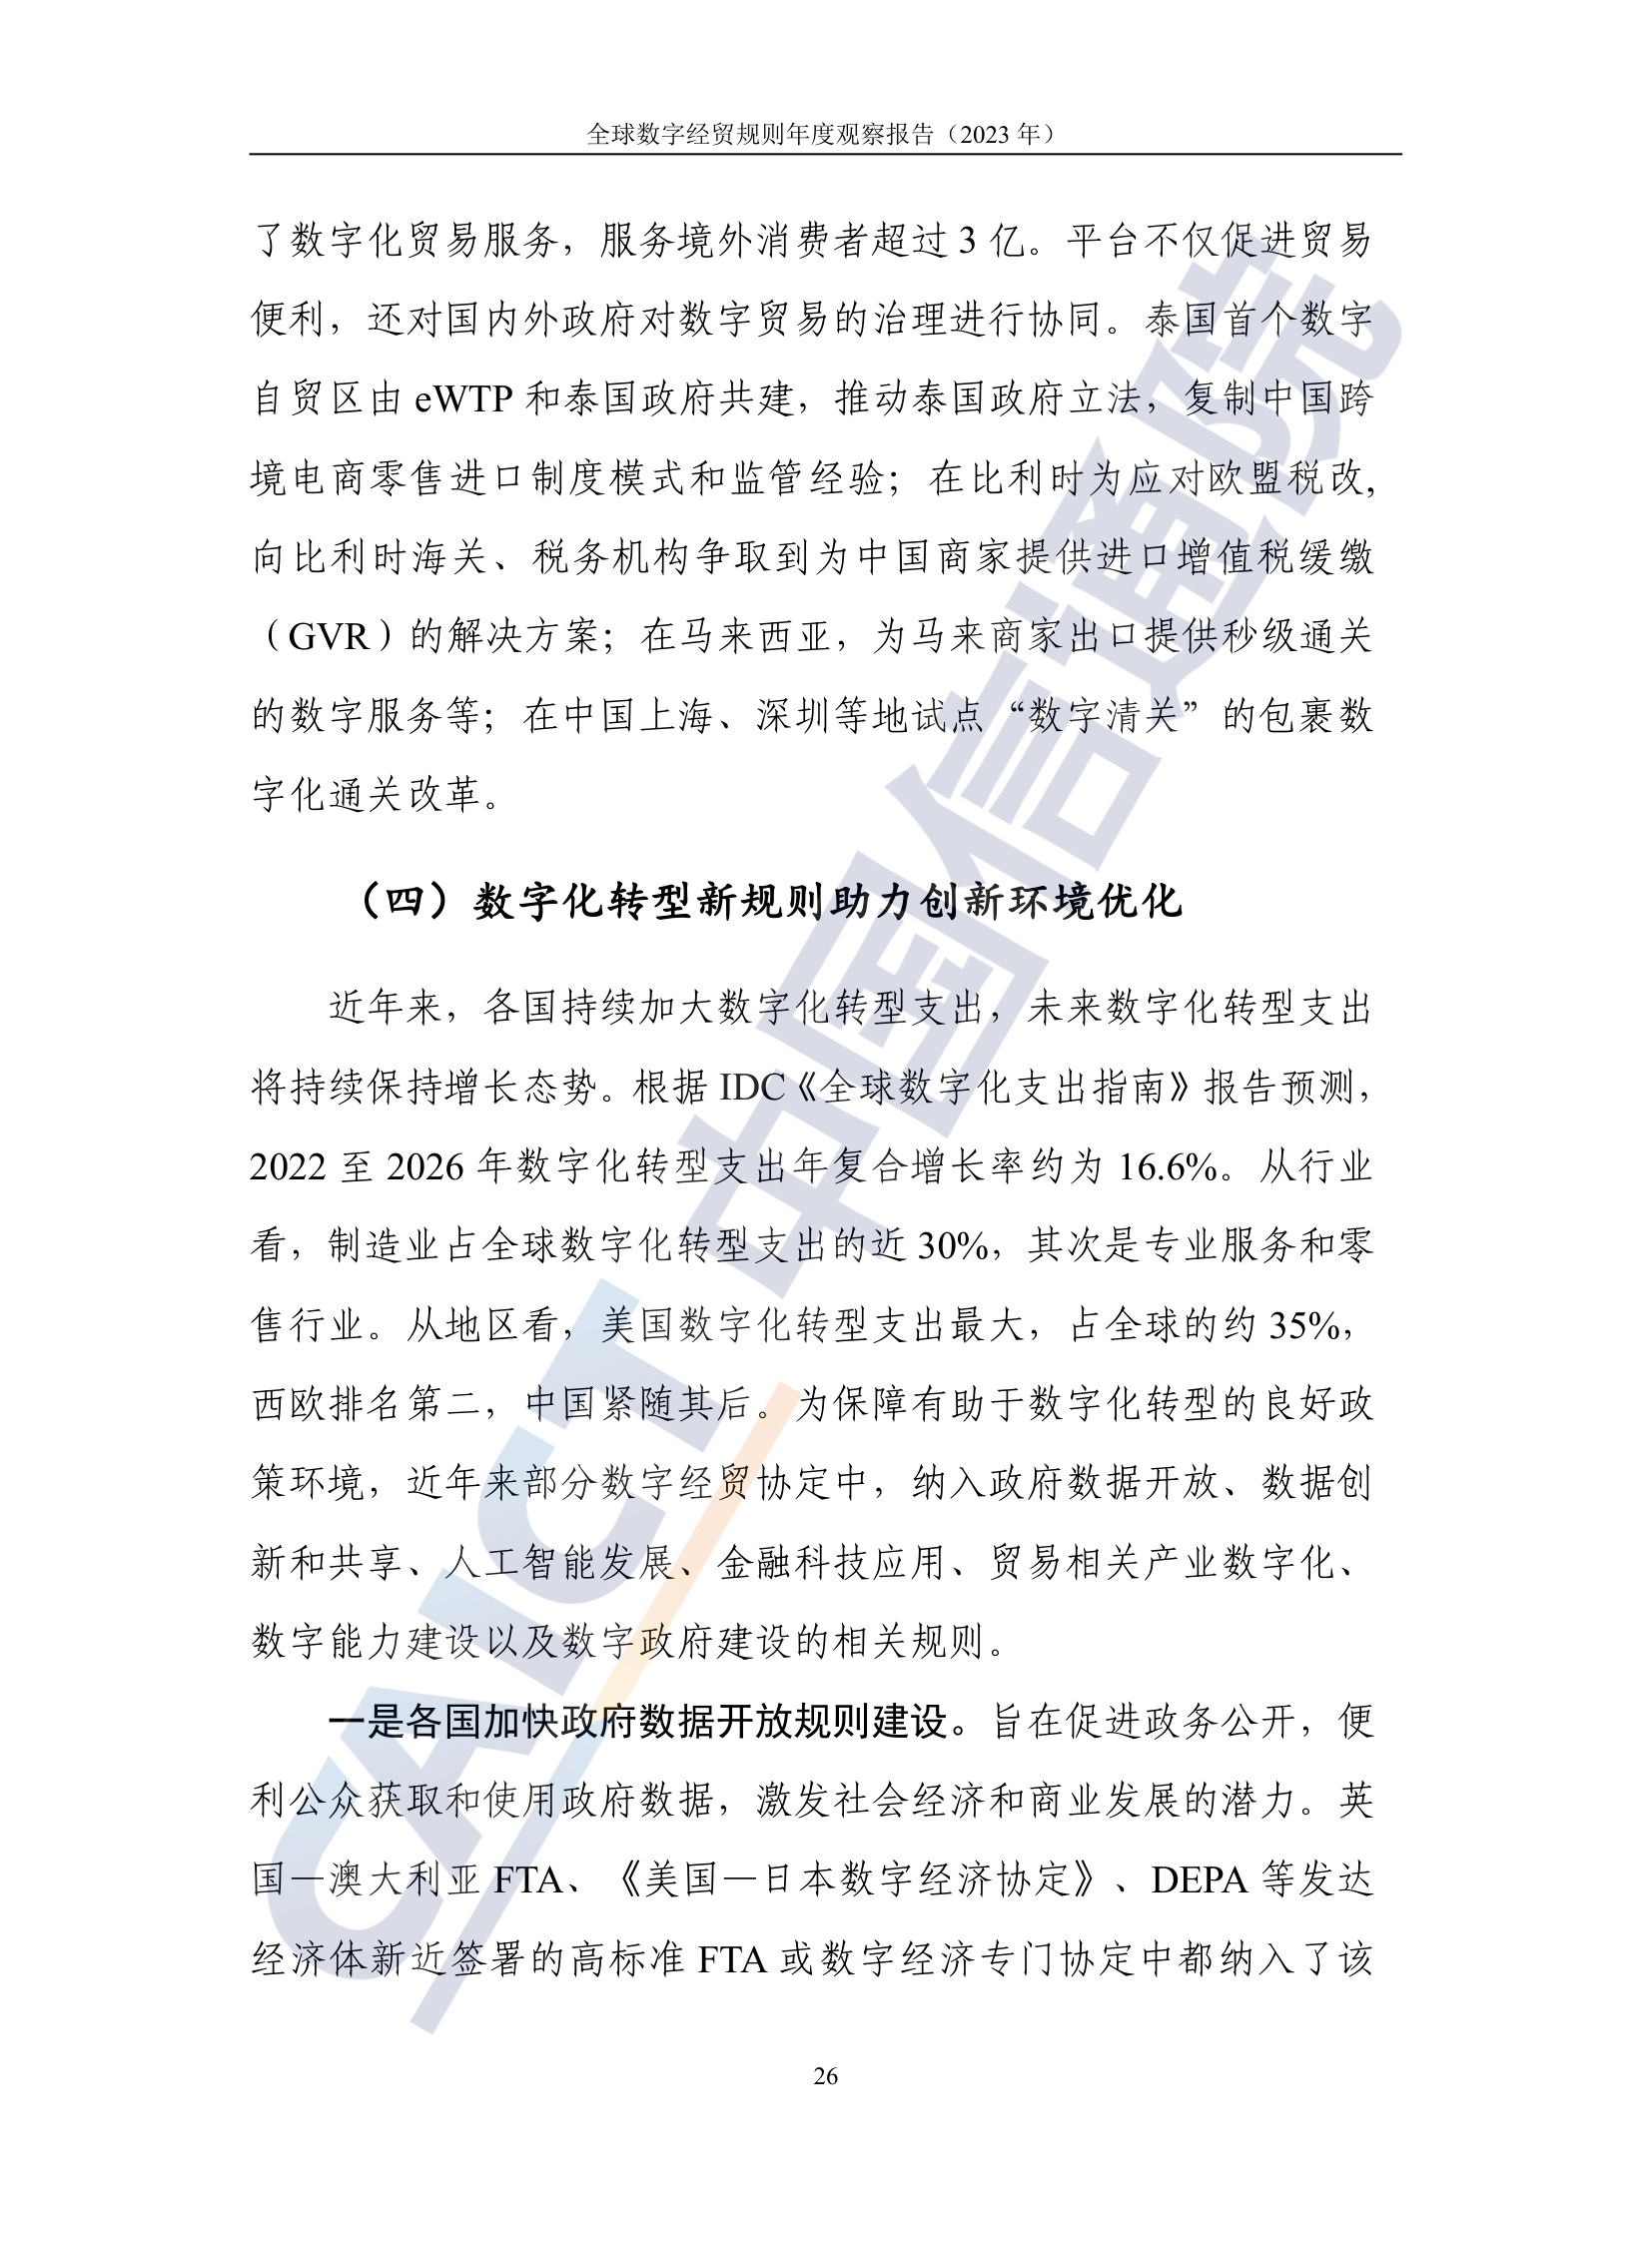 全球数字经贸规则年度观察报告（2023 年）
了数字化贸易服务，服务境外消费者超过 3 亿。平台不仅促进贸易
便利，还对国内外政府对数字贸易的治理进行协同。泰国首个数字
自贸区由 eWTP 和泰国政府共建，推动泰国政府立法，复制中国跨
境电商零售进口制度模式和监管经验；在比利时为应对欧盟税改，
向比利时海关、税务机构争取到为中国商家提供进口增值税缓缴
（GVR）的解决方案；在马来西亚，为马来商家出口提供秒级通关
的数字服务等；在中国上海、深圳等地试点“数字清关”的包裹数
字化通关改革。
（四）数字化转型新规则助力创新环境优化
近年来，各国持续加大数字化转型支出，未来数字化转型支出
将持续保持增长态势。根据 IDC《全球数字化支出指南》报告预测，
2022 至 2026 年数字化转型支出年复合增长率约为 16.6%。从行业
看，制造业占全球数字化转型支出的近 30%，其次是专业服务和零
售行业。从地区看，美国数字化转型支出最大，占全球的约 35%，
西欧排名第二，中国紧随其后。为保障有助于数字化转型的良好政
策环境，近年来部分数字经贸协定中，纳入政府数据开放、数据创
新和共享、人工智能发展、金融科技应用、贸易相关产业数字化、
数字能力建设以及数字政府建设的相关规则。
一是各国加快政府数据开放规则建设。旨在促进政务公开，便
利公众获取和使用政府数据，激发社会经济和商业发展的潜力。英
国—澳大利亚 FTA、《美国—日本数字经济协定》、DEPA 等发达
经济体新近签署的高标准 FTA 或数字经济专门协定中都纳入了该
26
CAICT 中国信通院